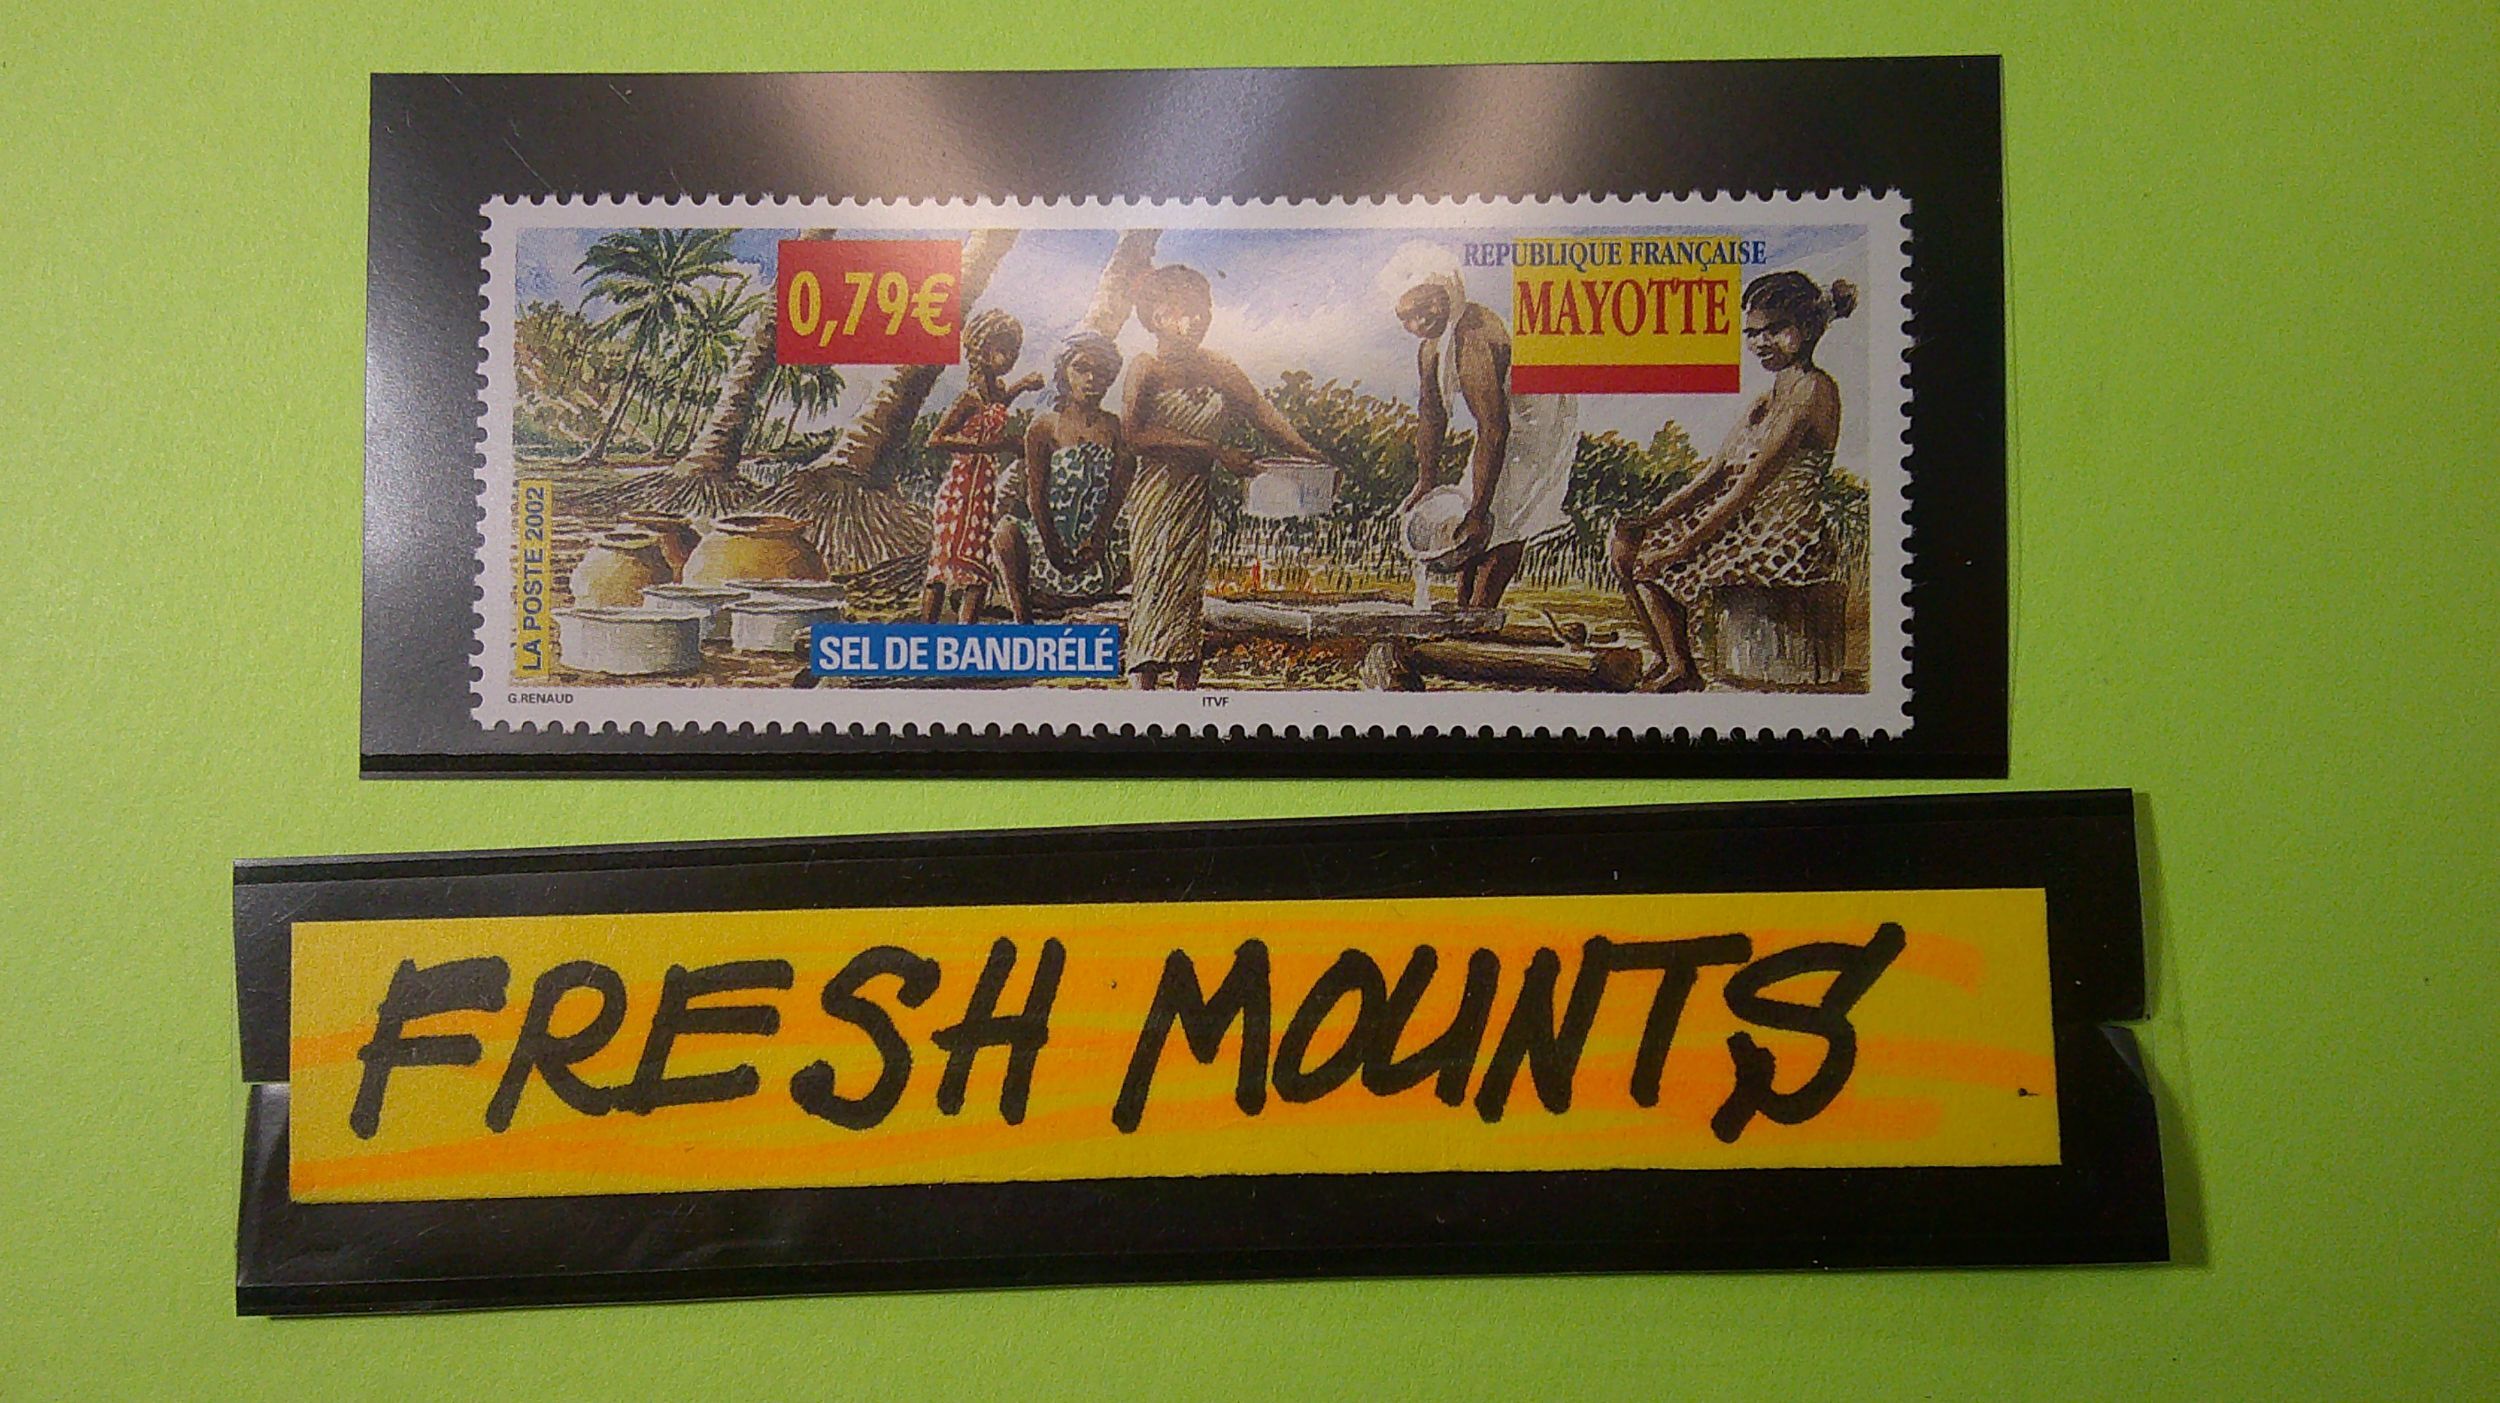 0,79€
REPUBLIQUE FRANÇAISE
MAYOTTE
LA POSTE 2002
SEL DE BANDRÉLÉ
G.RENAUD
ITVF
FRESH MOUNTS